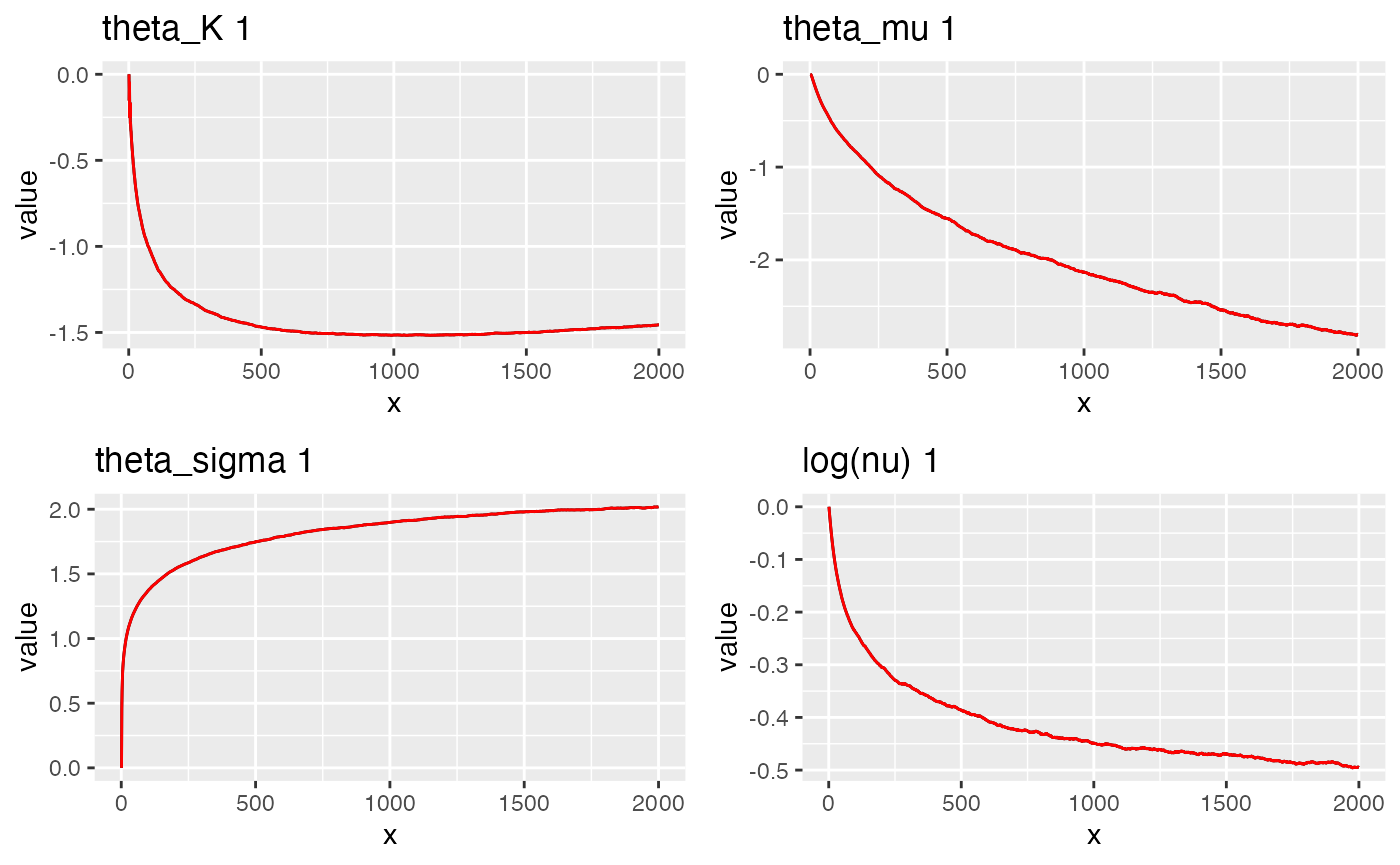 theta_K 1
0.0
-0.5
-1.0
-1.5
value
0 500 1000 1500 2000
x
theta_mu 1
0
-1
-2
value
0 500 1000 1500 2000
x
theta_sigma 1
2.0
1.5
1.0
0.5
0.0
value
0 500 1000 1500 2000
x
log(nu) 1
0.0
-0.1
-0.2
-0.3
-0.4
-0.5
value
0 500 1000 1500 2000
x